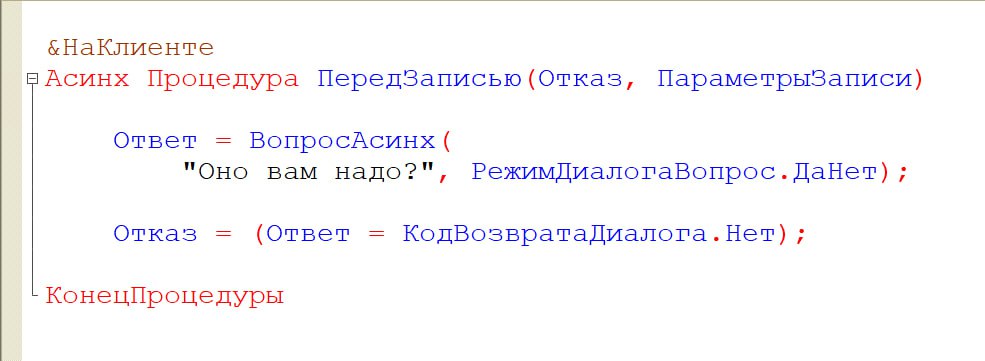 &НаКлиенте
Асинх Процедура ПередЗаписью(Отказ, ПараметрыЗаписи)
Ответ = ВопросАсинх(
"Оно вам надо?", РежимДиалогаВопрос.ДаНет);
Отказ = (Ответ = КодВозвратаДиалога.Нет);
КонецПроцедуры